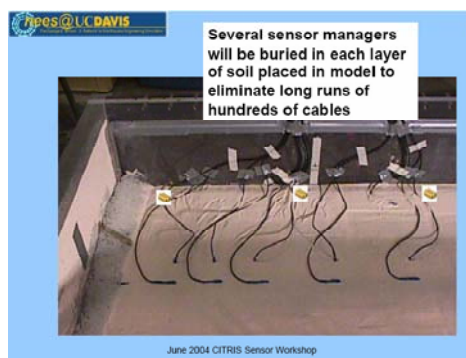 nees@UCDAVIS
Several sensor managers
will be buried in each layer
of soil placed in model to
eliminate long runs of
hundreds of cables
June 2004 CITRIS Sensor Workshop